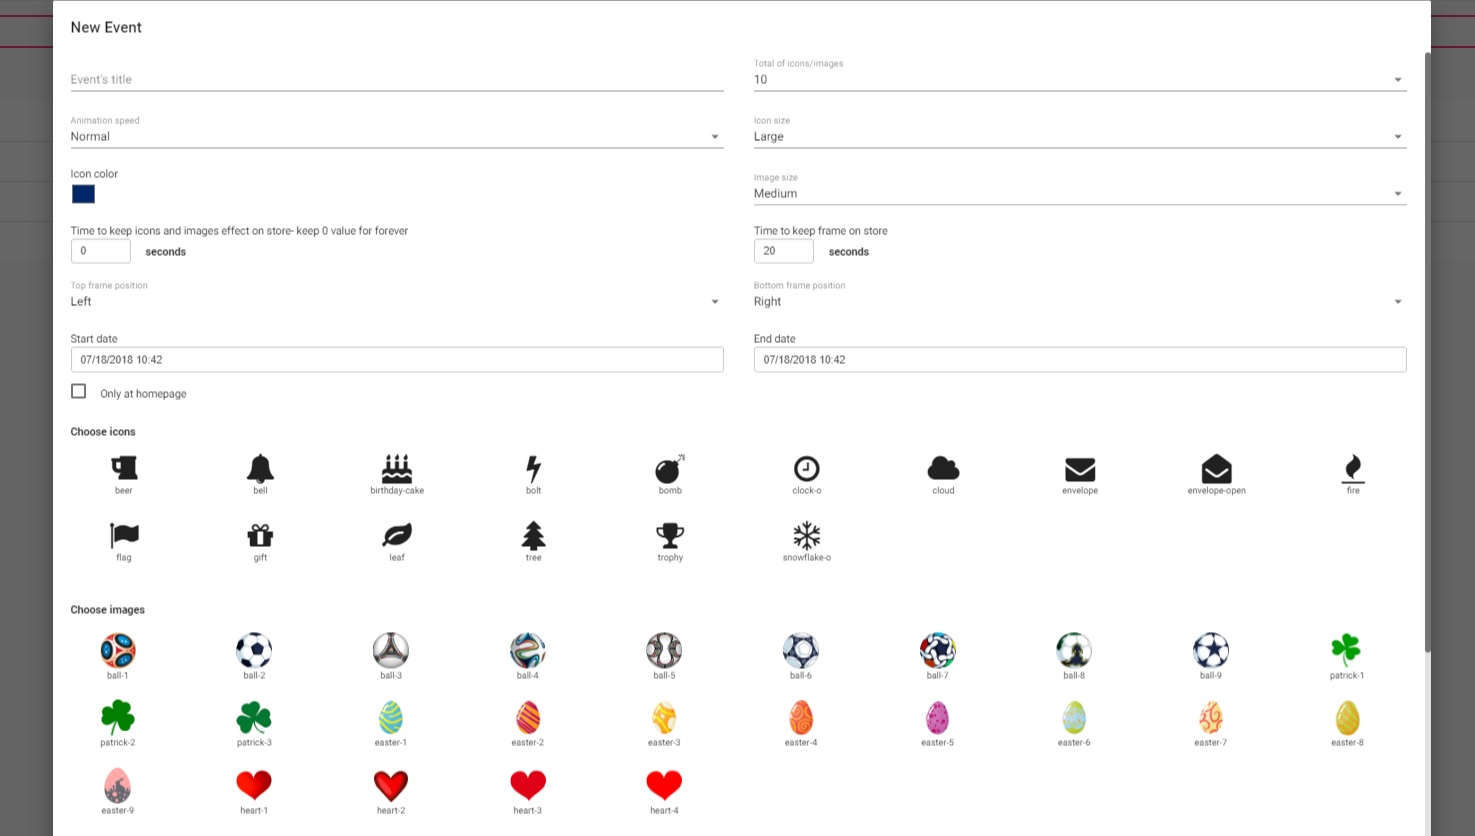 New Event
Event's title
Total of icons/images
10
Animation speed
Normal
Icon size
Large
Icon color
Image size
Medium
Time to keep icons and images effect on store- keep 0 value for forever
0 seconds
Time to keep frame on store
20 seconds
Top frame position
Left
Bottom frame position
Right
Start date
07/18/2018 10:42
End date
07/18/2018 10:42
Only at homepage
Choose icons
beer bell birthday-cake bolt bomb clock-o cloud envelope envelope-open fire
flag gift leaf tree trophy snowflake-o
Choose images
ball-1 ball-2 ball-3 ball-4 ball-5 ball-6 ball-7 ball-8 ball-9 patrick-1
patrick-2 patrick-3 easter-1 easter-2 easter-3 easter-4 easter-5 easter-6 easter-7 easter-8
easter-9 heart-1 heart-2 heart-3 heart-4